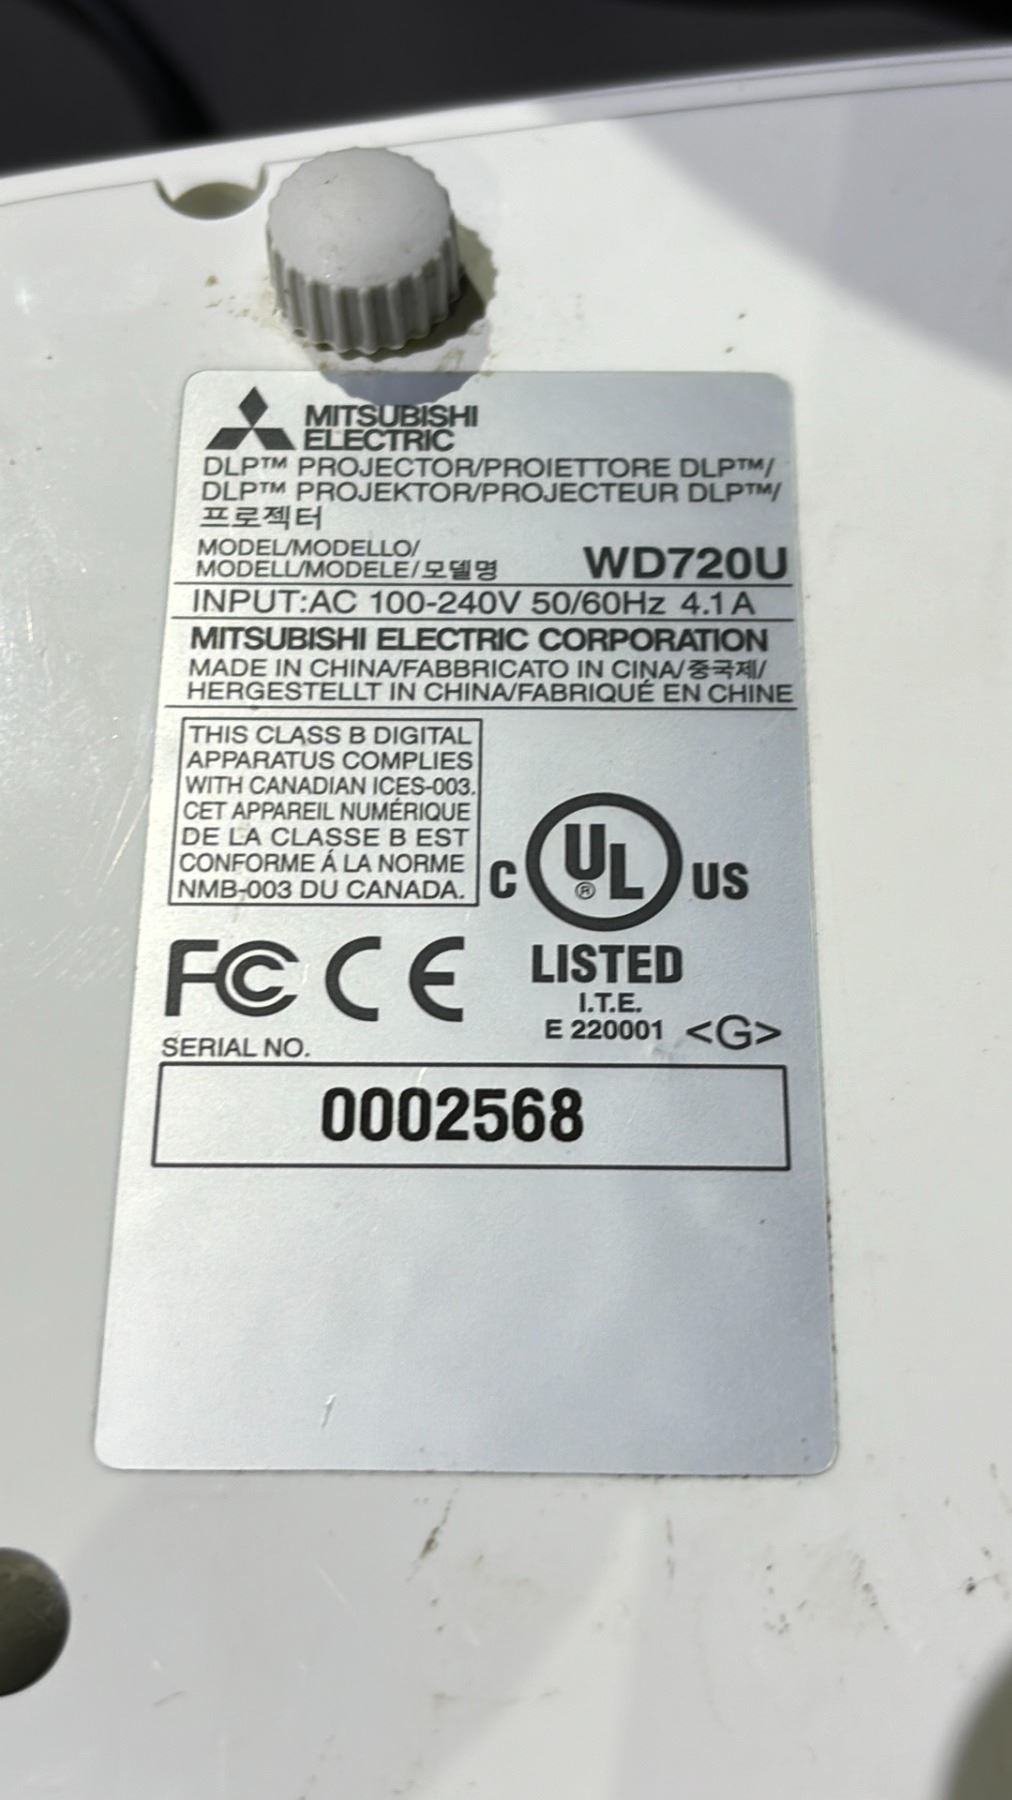 MITSUBISHI
ELECTRIC
DLP™ PROJECTOR/PROIETTORE DLP™/
DLP™ PROJEKTOR/PROJECTEUR DLP™/
프로젝터
MODEL/MODELLO/
MODELL/MODELE/모델명 WD720U
INPUT:AC 100-240V 50/60Hz 4.1A
MITSUBISHI ELECTRIC CORPORATION
MADE IN CHINA/FABBRICATO IN CINA/중국제/
HERGESTELLT IN CHINA/FABRIQUÉ EN CHINE
THIS CLASS B DIGITAL
APPARATUS COMPLIES
WITH CANADIAN ICES-003.
CET APPAREIL NUMÉRIQUE
DE LA CLASSE B EST
CONFORME Á LA NORME
NMB-003 DU CANADA.
C UL® US
LISTED
I.T.E.
E 220001 <G>
FC CE
SERIAL NO.
0002568